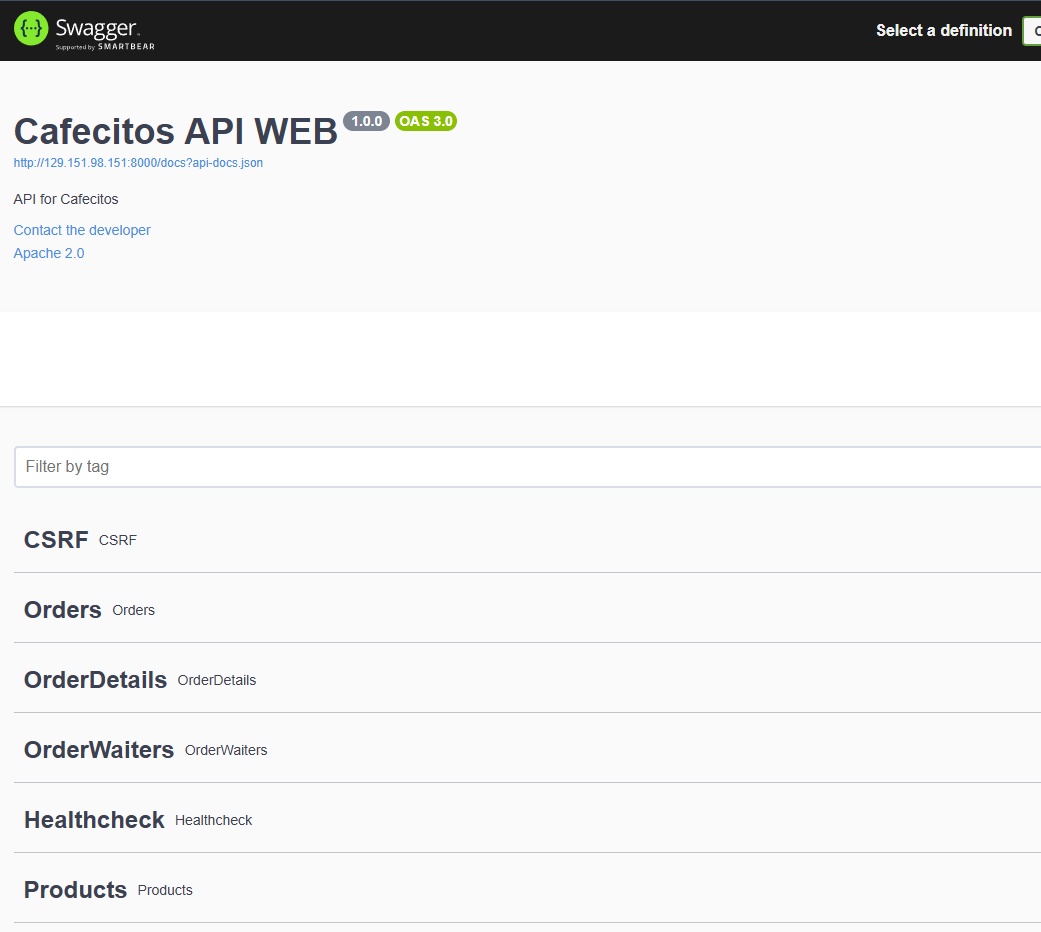 Swagger
Supported by SMARTBEAR
Select a definition
Cafecitos API WEB 1.0.0 OAS 3.0
http://129.151.98.151:8000/docs?api-docs.json
API for Cafecitos
Contact the developer
Apache 2.0
Filter by tag
CSRF CSRF
Orders Orders
OrderDetails OrderDetails
OrderWaiters OrderWaiters
Healthcheck Healthcheck
Products Products